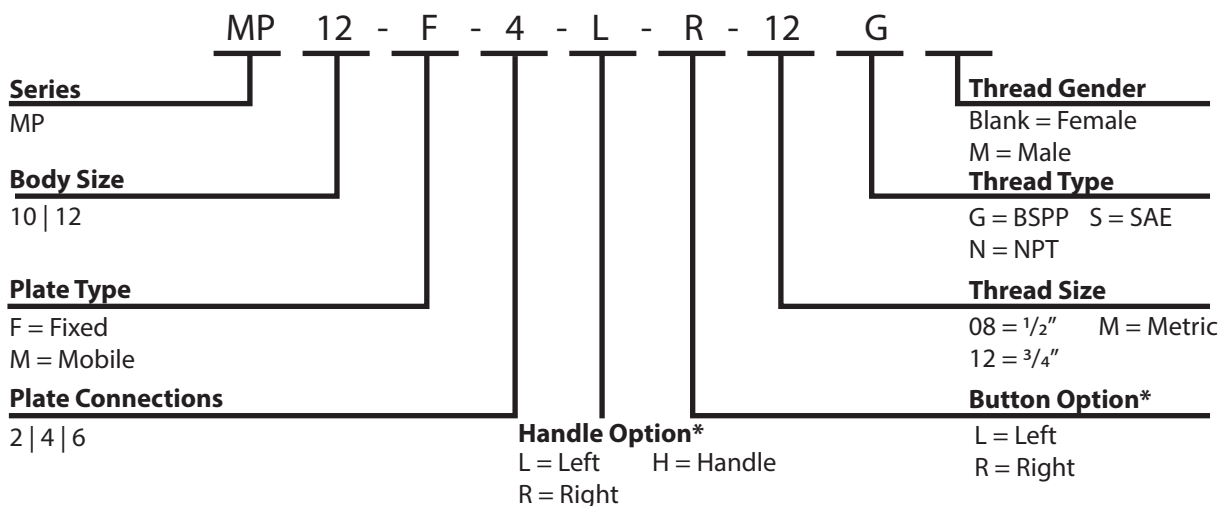 MP 12 - F - 4 - L - R - 12 G
Series
MP
Body Size
10 | 12
Plate Type
F = Fixed
M = Mobile
Plate Connections
2 | 4 | 6
Handle Option*
L = Left H = Handle
R = Right
Thread Gender
Blank = Female
M = Male
Thread Type
G = BSPP S = SAE
N = NPT
Thread Size
08 = 1/2" M = Metric
12 = 3/4"
Button Option*
L = Left
R = Right